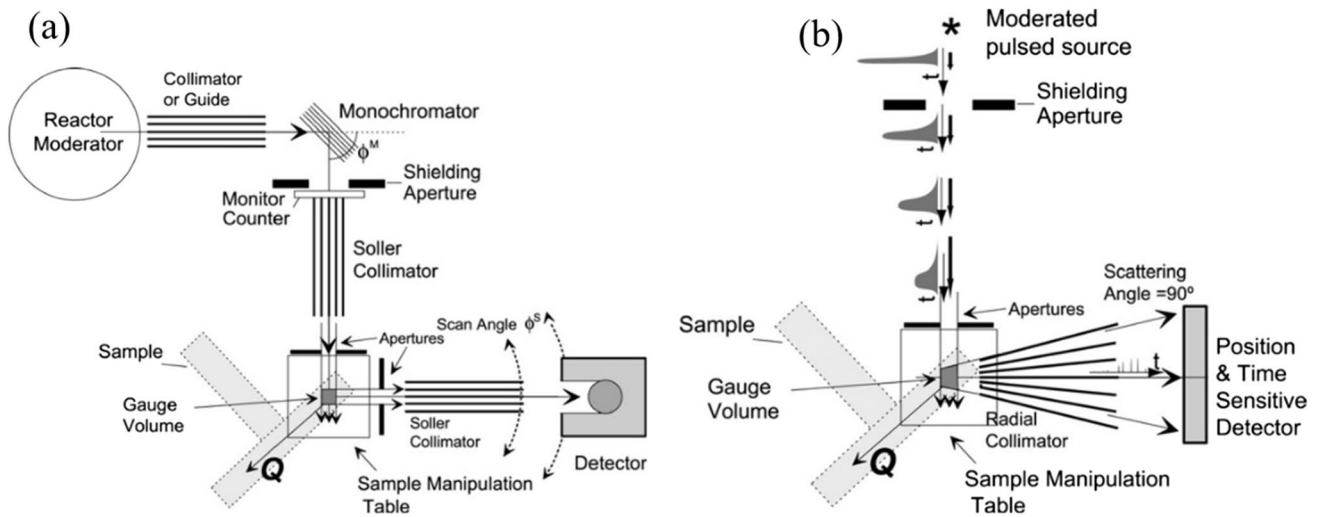 (a)
Collimator
or Guide
Reactor
Moderator
Monochromator
ϕᴹ
Shielding
Aperture
Monitor
Counter
Soller
Collimator
Scan Angle ϕˢ
Apertures
Sample
Gauge
Volume
Soller
Collimator
Q
Detector
Sample Manipulation
Table
(b)
*
Moderated
pulsed source
t
Shielding
Aperture
t
t
t
Scattering
Angle =90º
Apertures
Sample
t
Position
& Time
Sensitive
Detector
Gauge
Volume
Radial
Collimator
Q
Sample Manipulation
Table